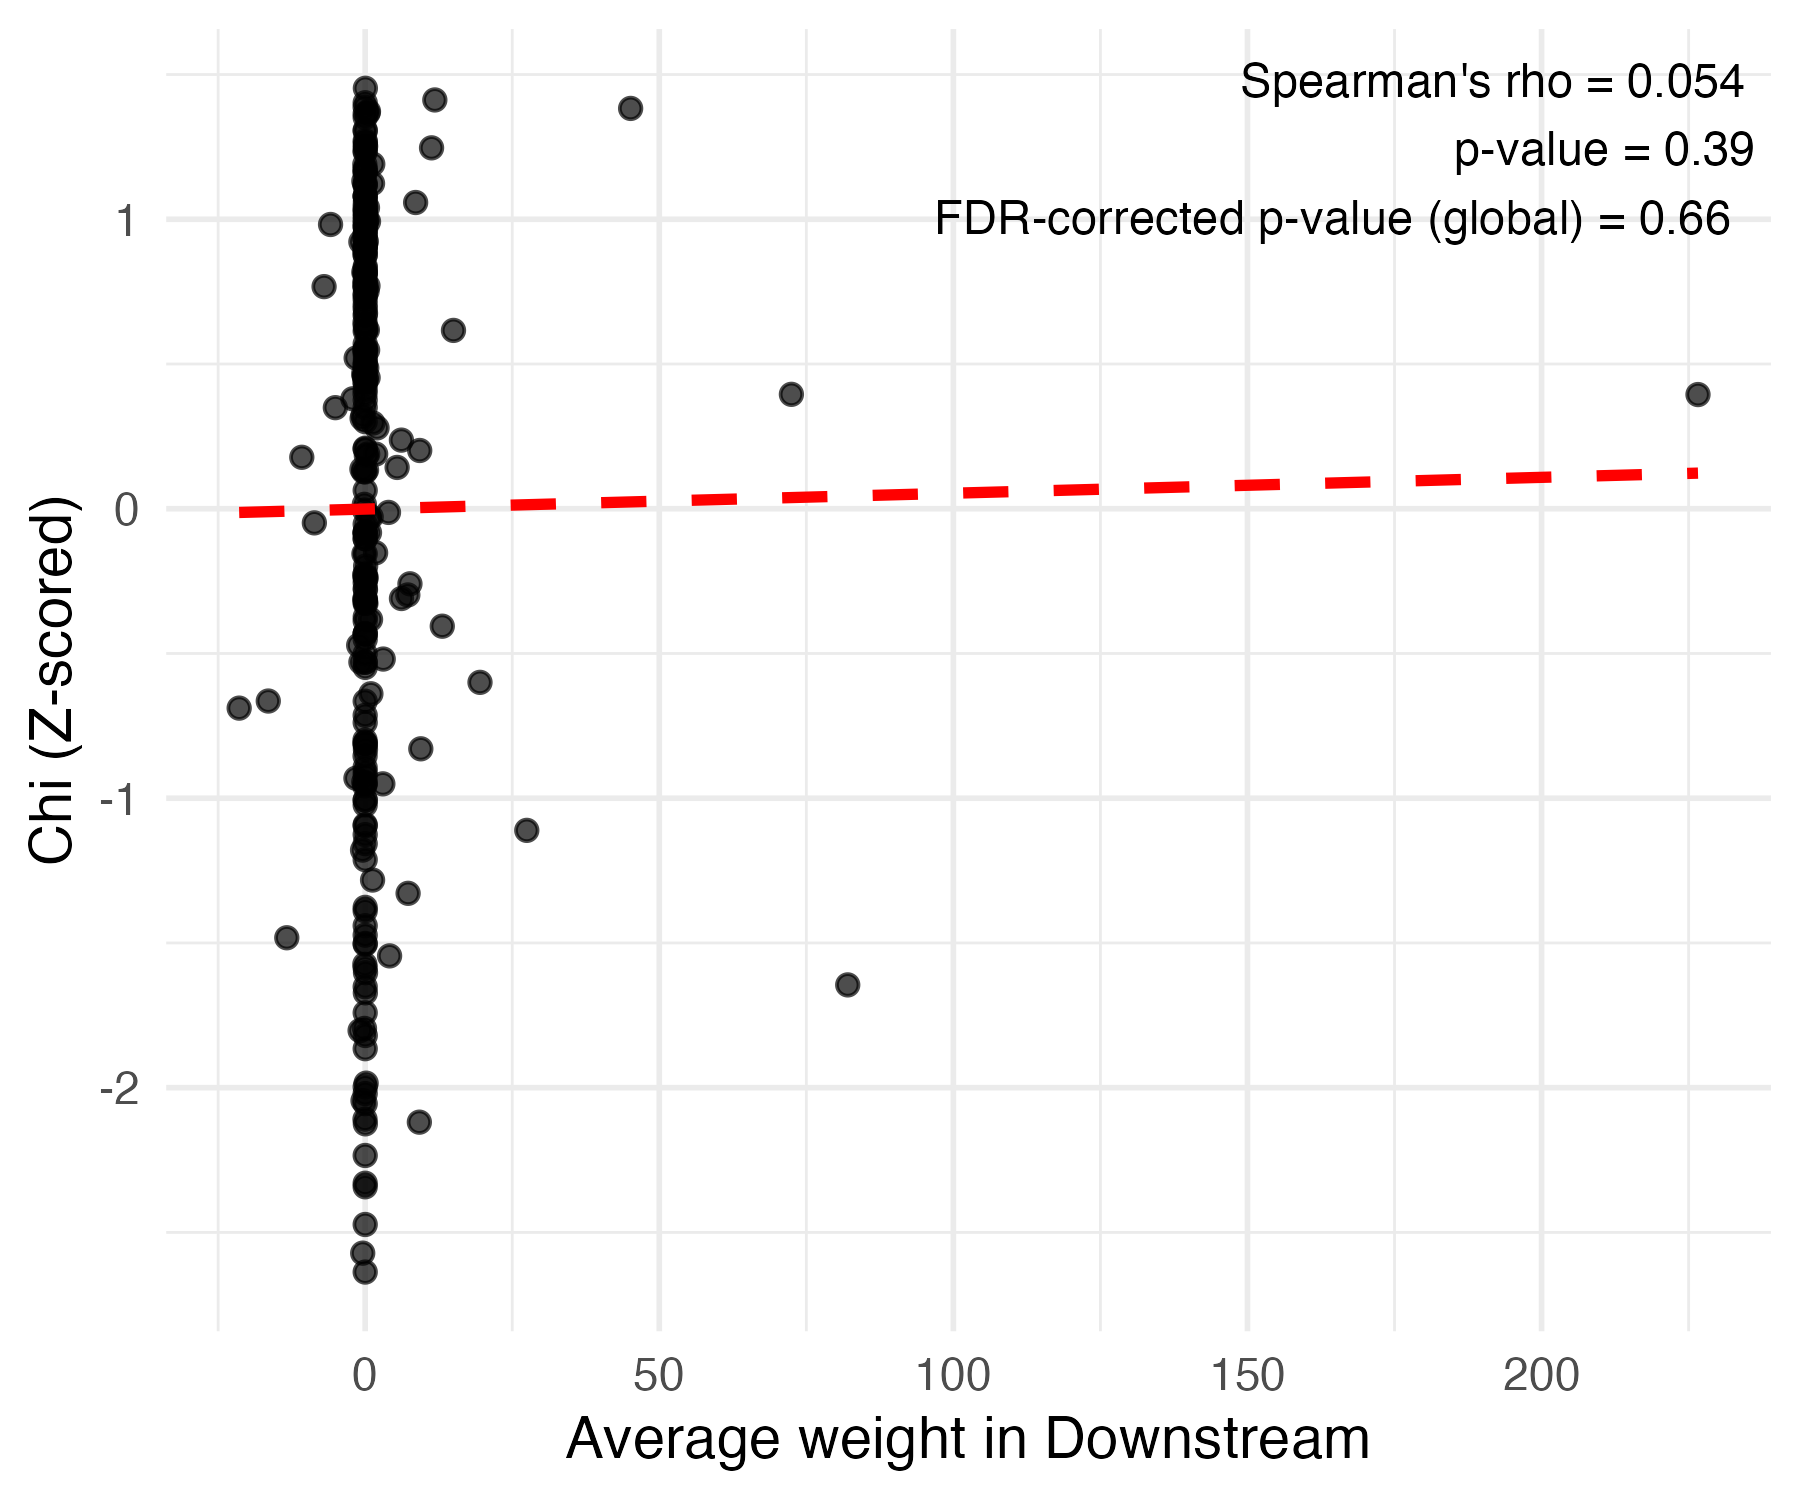 Spearman's rho = 0.054
p-value = 0.39
FDR-corrected p-value (global) = 0.66
1
0
-1
-2
Chi (Z-scored)
0 50 100 150 200
Average weight in Downstream